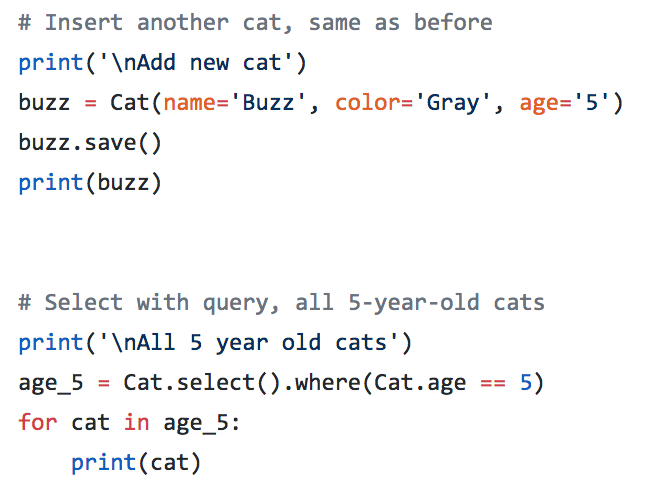 # Insert another cat, same as before
print('\nAdd new cat')
buzz = Cat(name='Buzz', color='Gray', age='5')
buzz.save()
print(buzz)
# Select with query, all 5-year-old cats
print('\nAll 5 year old cats')
age_5 = Cat.select().where(Cat.age == 5)
for cat in age_5:
    print(cat)